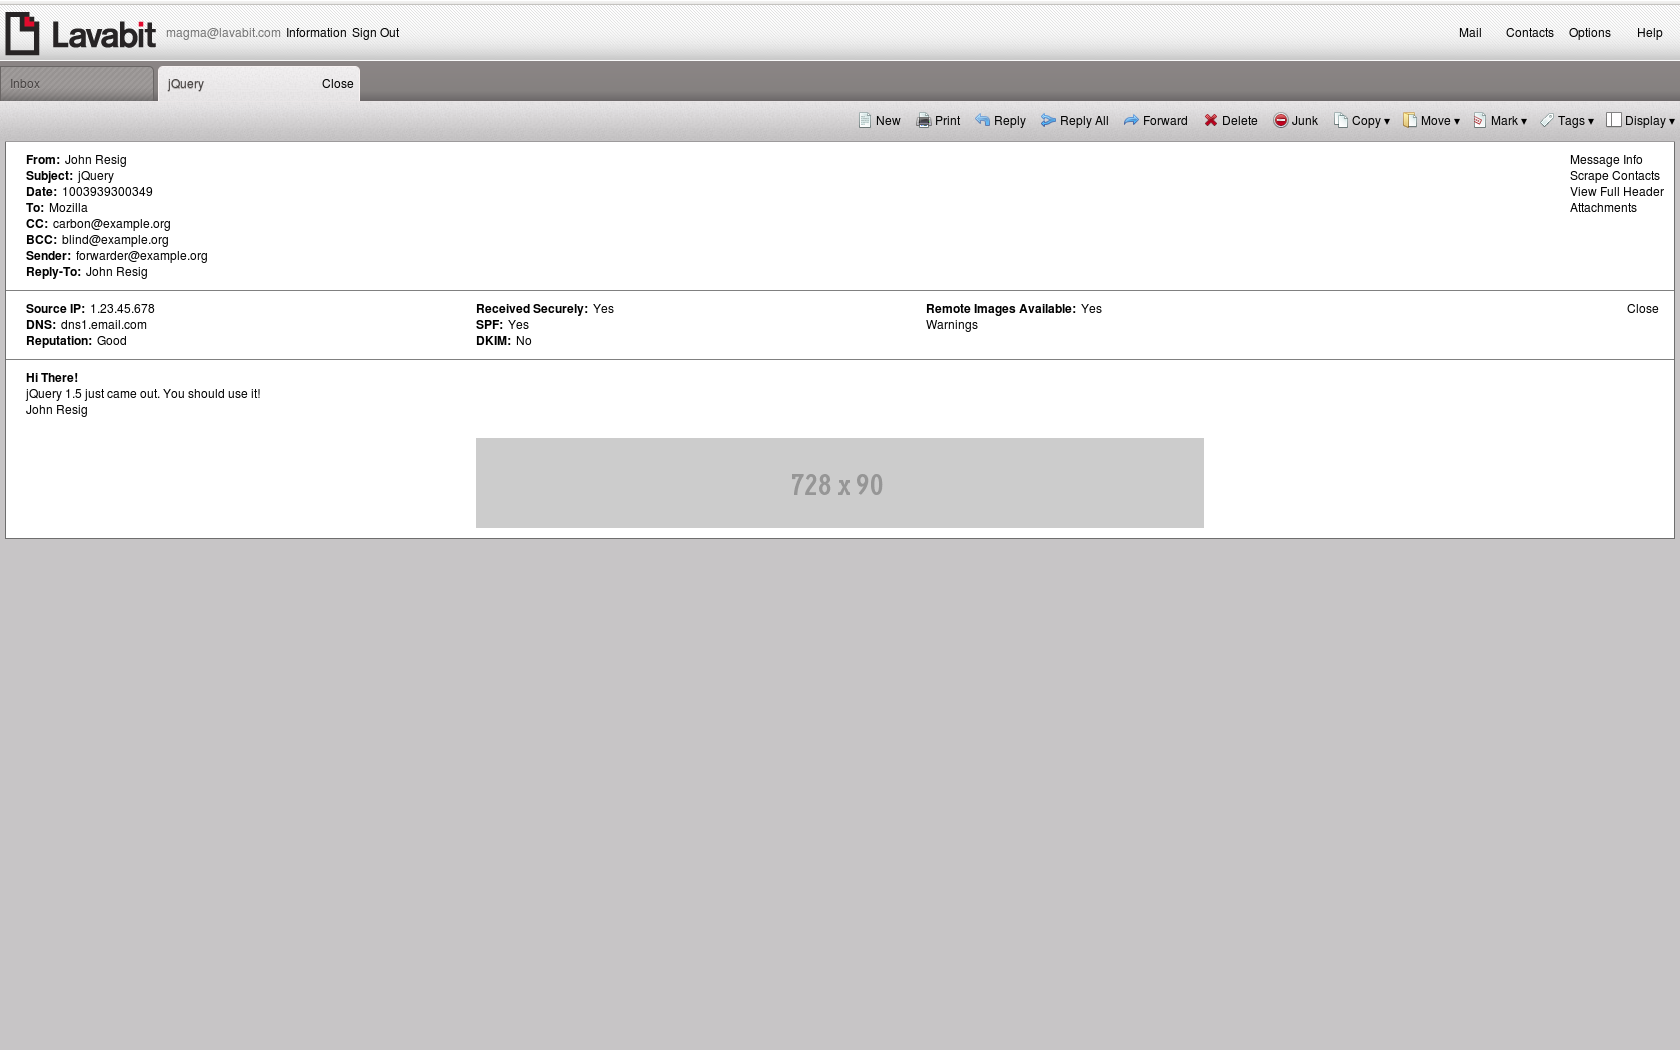 Lavabit magma@lavabit.com Information Sign Out Mail Contacts Options Help
Inbox jQuery Close
New Print Reply Reply All Forward Delete Junk Copy ▾ Move ▾ Mark ▾ Tags ▾ Display ▾
From: John Resig Message Info
Subject: jQuery Scrape Contacts
Date: 1003939300349 View Full Header
To: Mozilla Attachments
CC: carbon@example.org
BCC: blind@example.org
Sender: forwarder@example.org
Reply-To: John Resig
Source IP: 1.23.45.678 Received Securely: Yes Remote Images Available: Yes Close
DNS: dns1.email.com SPF: Yes Warnings
Reputation: Good DKIM: No
Hi There!
jQuery 1.5 just came out. You should use it!
John Resig
728 x 90